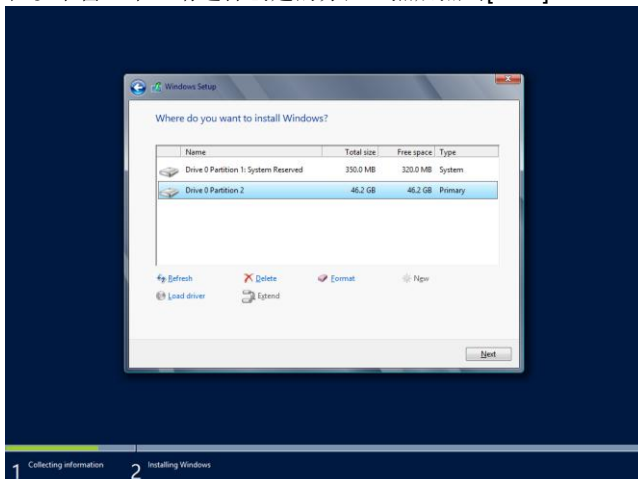 Windows Setup
Where do you want to install Windows?
Name Total size Free space Type
Drive 0 Partition 1: System Reserved 350.0 MB 320.0 MB System
Drive 0 Partition 2 46.2 GB 46.2 GB Primary
Refresh Delete Format New
Load driver Extend
Next
1 Collecting information 2 Installing Windows